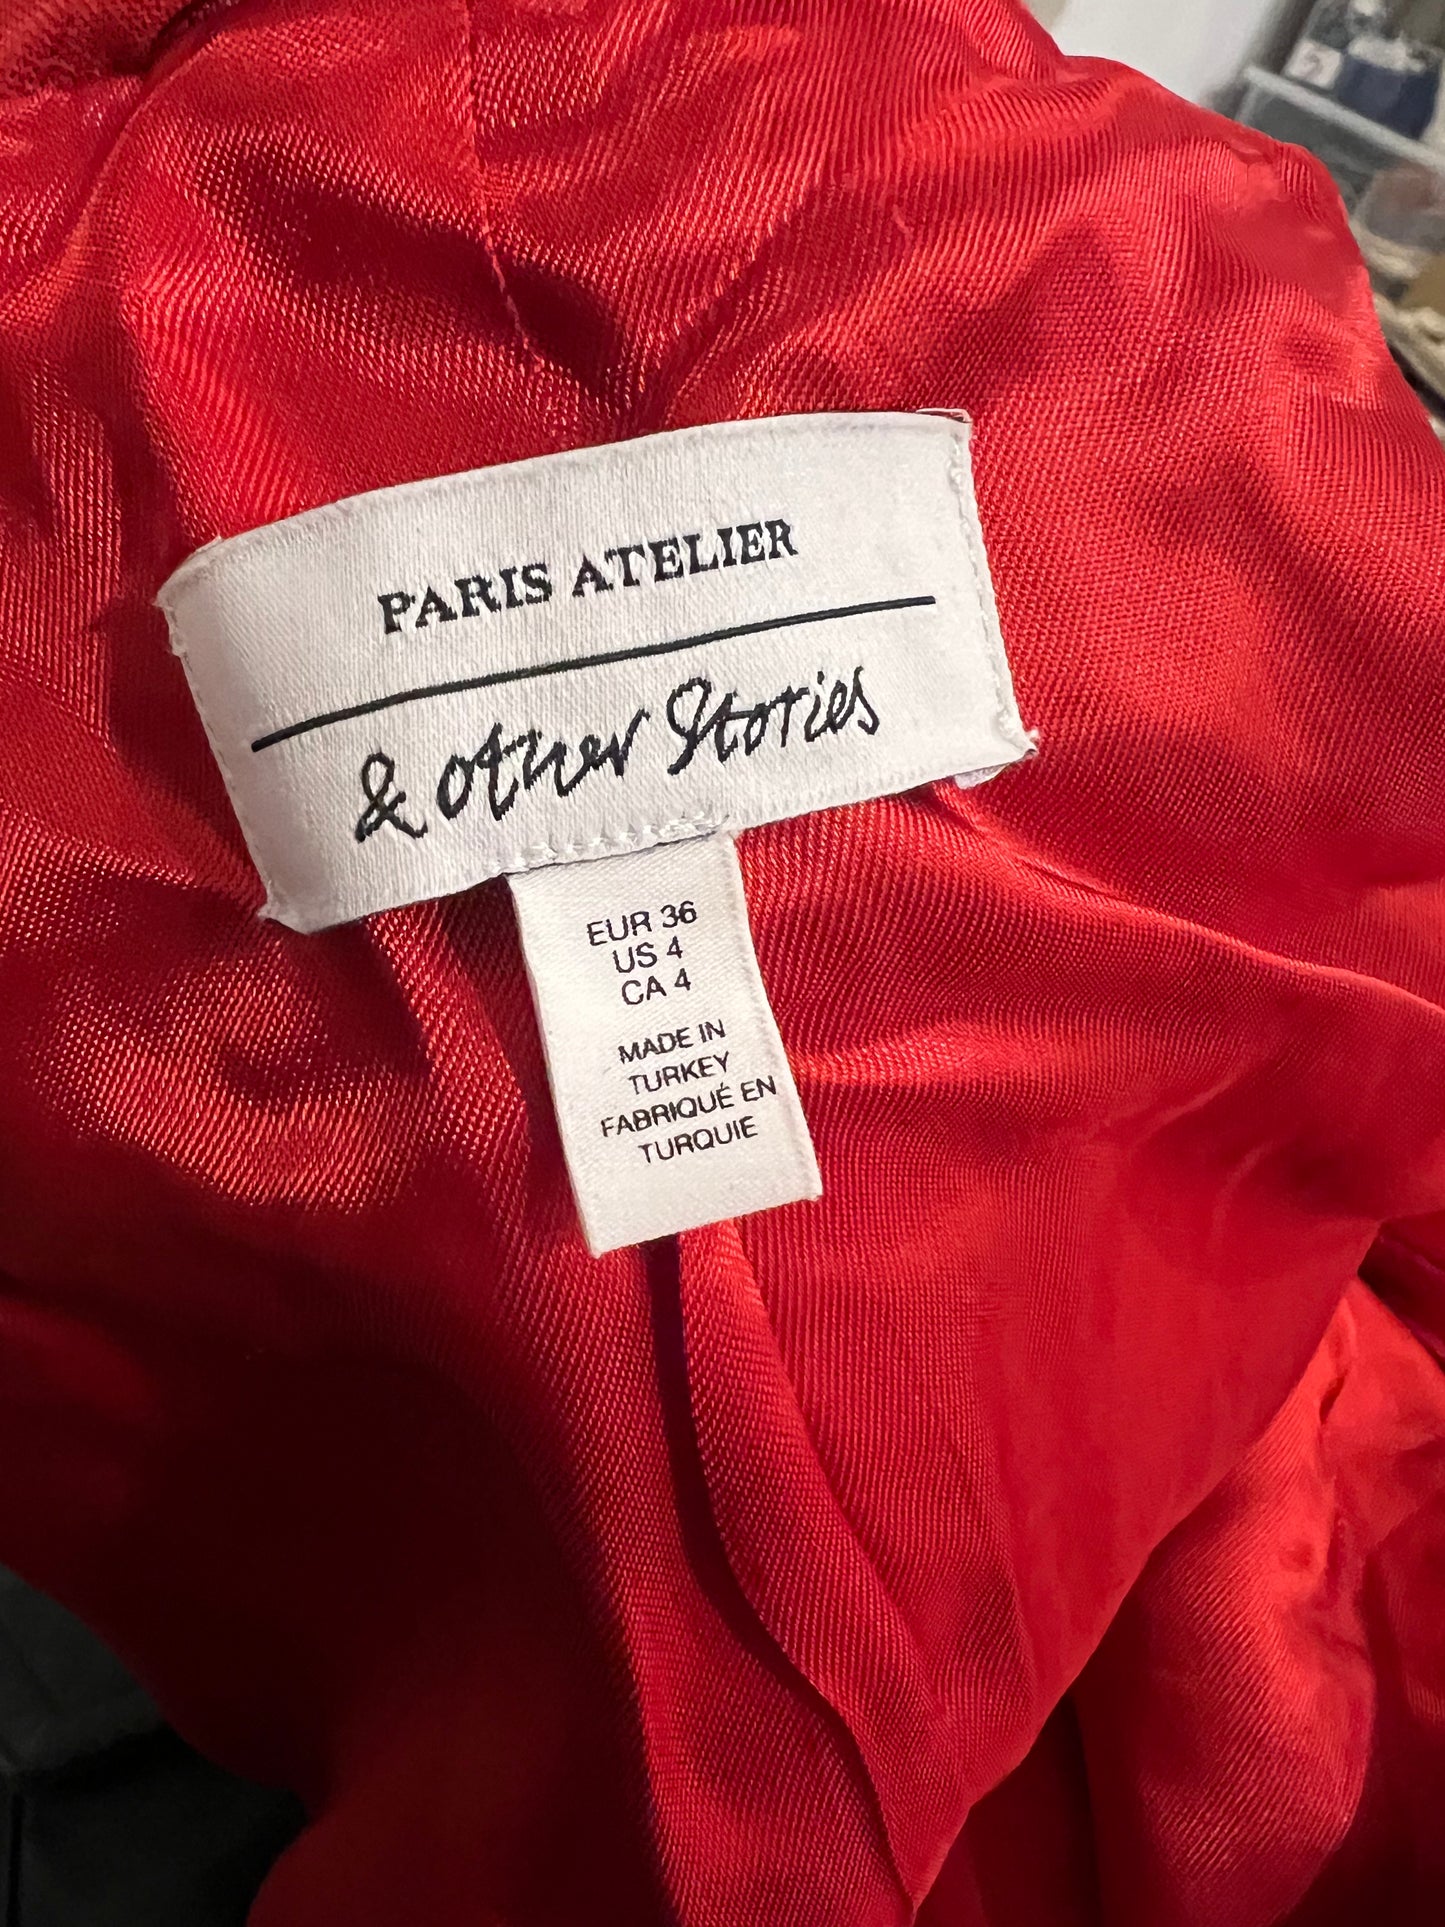 PARIS ATELIER
& other Stories
EUR 36
US 4
CA 4
MADE IN
TURKEY
FABRIQUÉ EN
TURQUIE